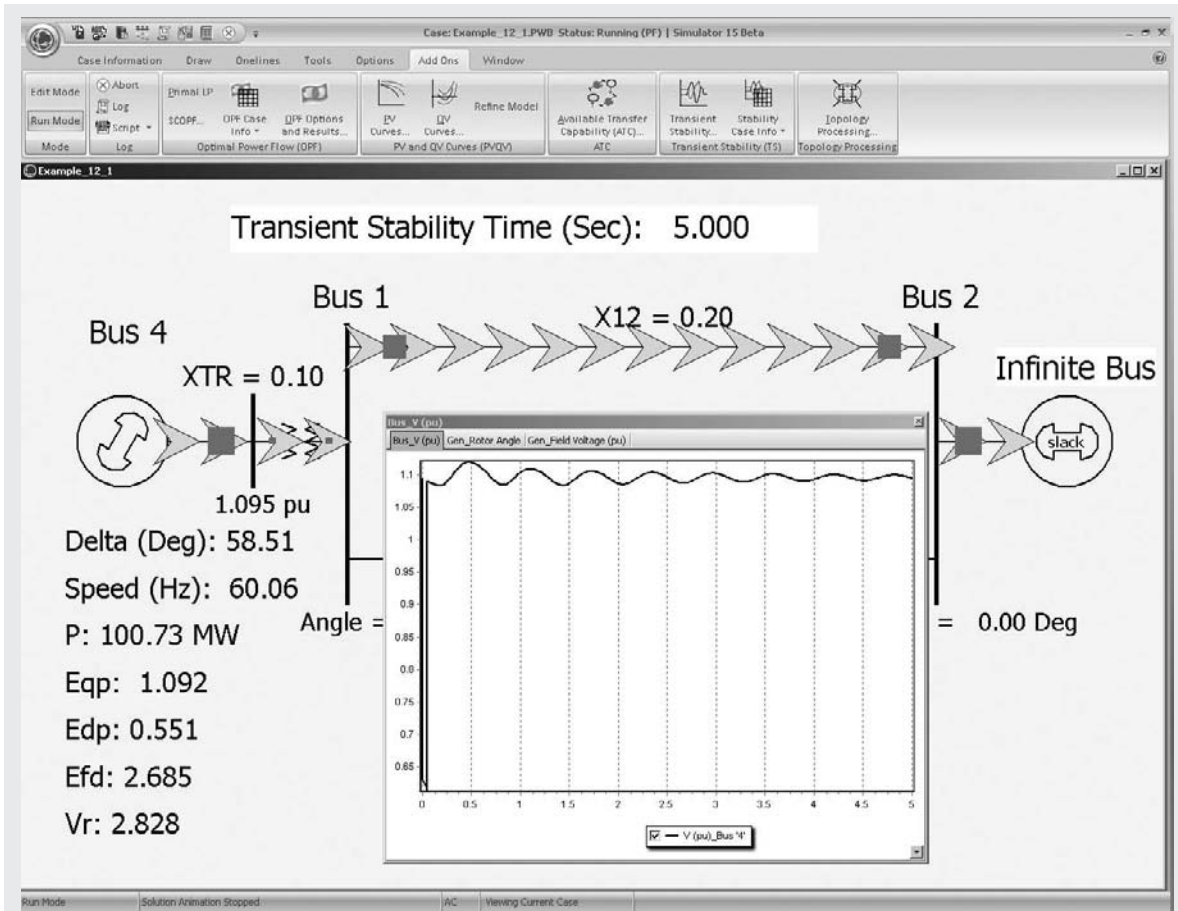 Case: Example_12_1.PWB Status: Running (PF) | Simulator 15 Beta
Case Information Draw Onelines Tools Options Add Ons Window
Edit Mode
Run Mode
Mode
Abort
Log
Script
Log
Primal LP
SCOPF...
OPF Case Info
OPF Options and Results...
Optimal Power Flow (OPF)
PV Curves...
QV Curves...
Refine Model
PV and QV Curves (PVQV)
Available Transfer Capability (ATC)...
ATC
Transient Stability...
Stability Case Info
Transient Stability (TS)
Topology Processing...
Topology Processing
Example_12_1
Transient Stability Time (Sec): 5.000
Bus 1
Bus 2
Bus 4
X12 = 0.20
Infinite Bus
XTR = 0.10
slack
1.095 pu
Delta (Deg): 58.51
Speed (Hz): 60.06
P: 100.73 MW
Eqp: 1.092
Edp: 0.551
Efd: 2.685
Vr: 2.828
Angle =
= 0.00 Deg
Bus_V (pu)
Bus_V (pu) Gen_Rotor Angle Gen_Field Voltage (pu)
1.1
1.05
1
0.95
0.9
0.85
0.8
0.75
0.7
0.65
0 0.5 1 1.5 2 2.5 3 3.5 4 4.5 5
V (pu)_Bus '4'
Run Mode Solution Animation Stopped AC Viewing Current Case